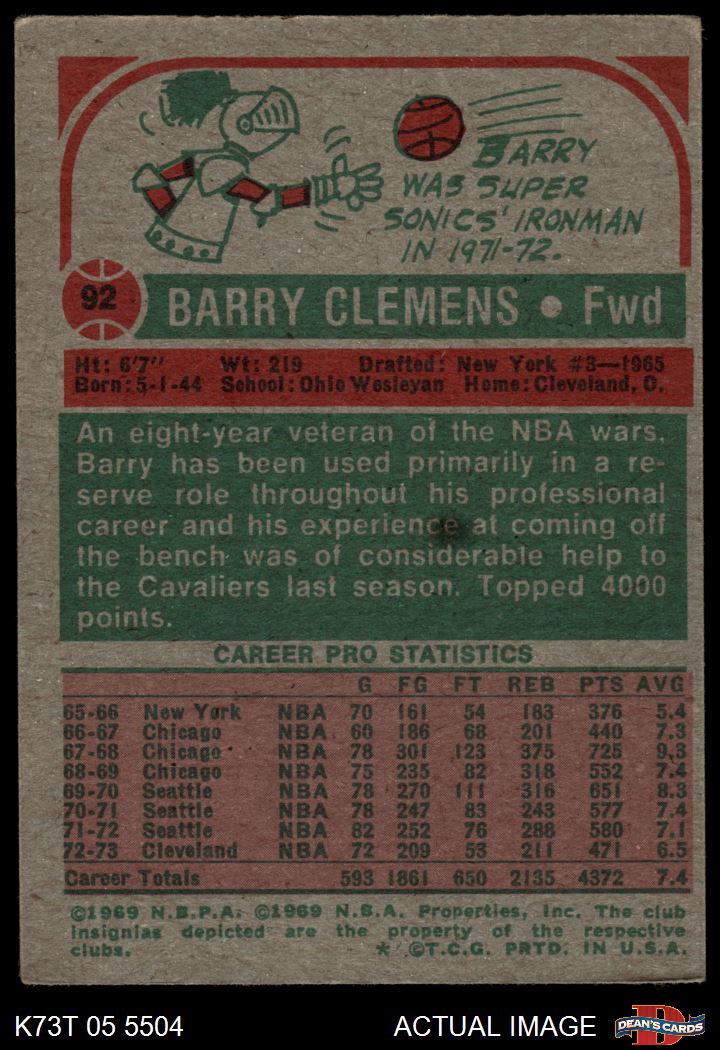 BARRY
WAS SUPER
SONICS' IRONMAN
IN 1971-72.
92 BARRY CLEMENS • Fwd
Ht: 6'7" Wt: 219 Drafted: New York #3—1965
Born: 5-1-44 School: Ohio Wesleyan Home: Cleveland, O.
An eight-year veteran of the NBA wars,
Barry has been used primarily in a re-
serve role throughout his professional
career and his experience at coming off
the bench was of considerable help to
the Cavaliers last season. Topped 4000
points.
CAREER PRO STATISTICS
G FG FT REB PTS AVG
65-66 New York NBA 70 161 54 183 376 5.4
66-67 Chicago NBA 60 186 68 201 440 7.3
67-68 Chicago NBA 78 301 123 375 725 9.3
68-69 Chicago NBA 75 235 82 318 552 7.4
69-70 Seattle NBA 78 270 111 316 651 8.3
70-71 Seattle NBA 78 247 83 243 577 7.4
71-72 Seattle NBA 82 252 76 288 580 7.1
72-73 Cleveland NBA 72 209 53 211 471 6.5
Career Totals 593 1861 650 2135 4372 7.4
©1969 N.B.P.A. ©1969 N.B.A. Properties, Inc. The club
insignias depicted are the property of the respective
clubs. * ©T.C.G. PRTD. IN U.S.A.
K73T 05 5504 ACTUAL IMAGE DEAN'S CARDS